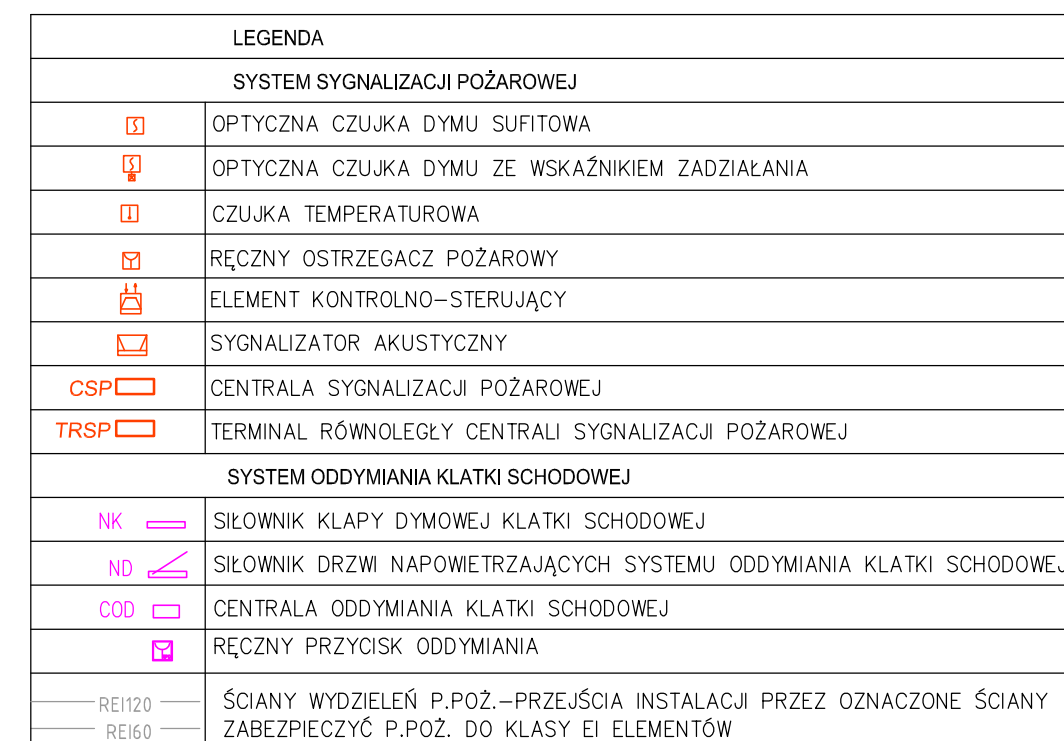 LEGENDA
SYSTEM SYGNALIZACJI POŻAROWEJ
OPTYCZNA CZUJKA DYMU SUFITOWA
OPTYCZNA CZUJKA DYMU ZE WSKAŹNIKIEM ZADZIAŁANIA
CZUJKA TEMPERATUROWA
RĘCZNY OSTRZEGACZ POŻAROWY
ELEMENT KONTROLNO-STERUJĄCY
SYGNALIZATOR AKUSTYCZNY
CSP CENTRALA SYGNALIZACJI POŻAROWEJ
TRSP TERMINAL RÓWNOLEGŁY CENTRALI SYGNALIZACJI POŻAROWEJ
SYSTEM ODDYMIANIA KLATKI SCHODOWEJ
NK SIŁOWNIK KLAPY DYMOWEJ KLATKI SCHODOWEJ
ND SIŁOWNIK DRZWI NAPOWIETRZAJĄCYCH SYSTEMU ODDYMIANIA KLATKI SCHODOWEJ
COD CENTRALA ODDYMIANIA KLATKI SCHODOWEJ
RĘCZNY PRZYCISK ODDYMIANIA
REI120 ŚCIANY WYDZIELEŃ P.POŻ.-PRZEJŚCIA INSTALACJI PRZEZ OZNACZONE ŚCIANY
REI60 ZABEZPIECZYĆ P.POŻ. DO KLASY EI ELEMENTÓW